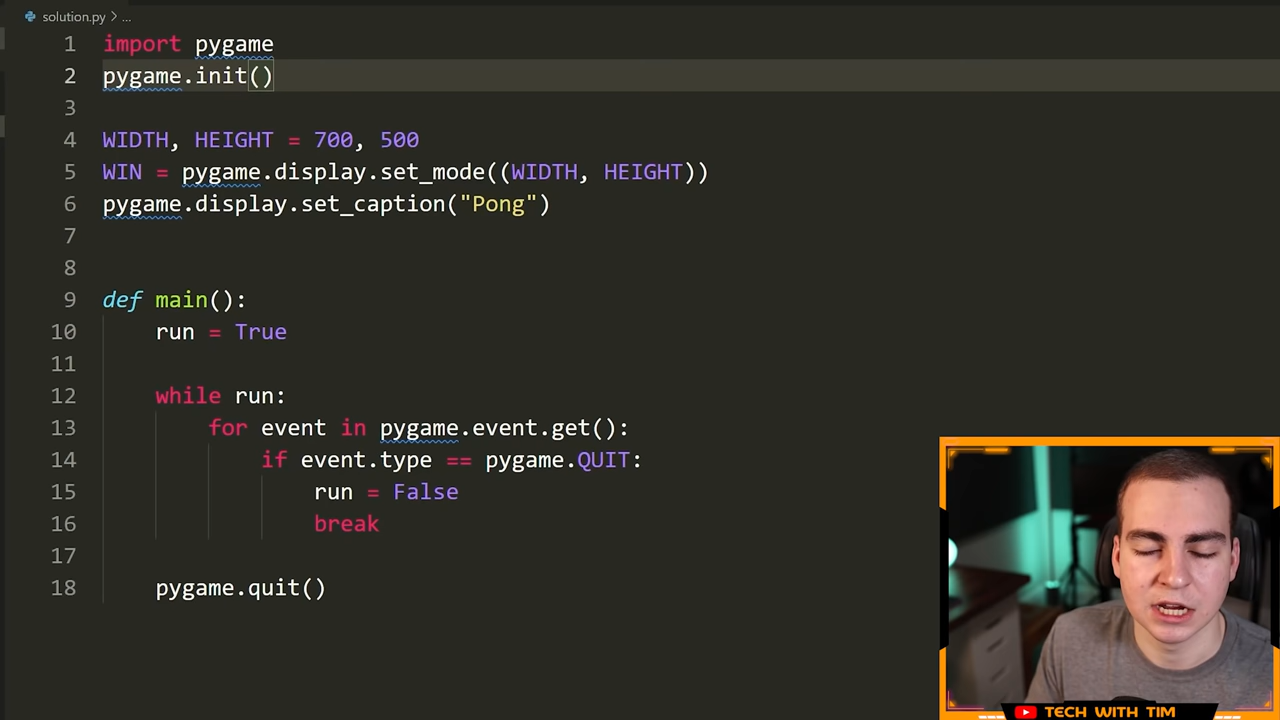 solution.py > ...
1 import pygame
2 pygame.init()
3
4 WIDTH, HEIGHT = 700, 500
5 WIN = pygame.display.set_mode((WIDTH, HEIGHT))
6 pygame.display.set_caption("Pong")
7
8
9 def main():
10     run = True
11
12     while run:
13         for event in pygame.event.get():
14             if event.type == pygame.QUIT:
15                 run = False
16                 break
17
18     pygame.quit()
TECH WITH TIM